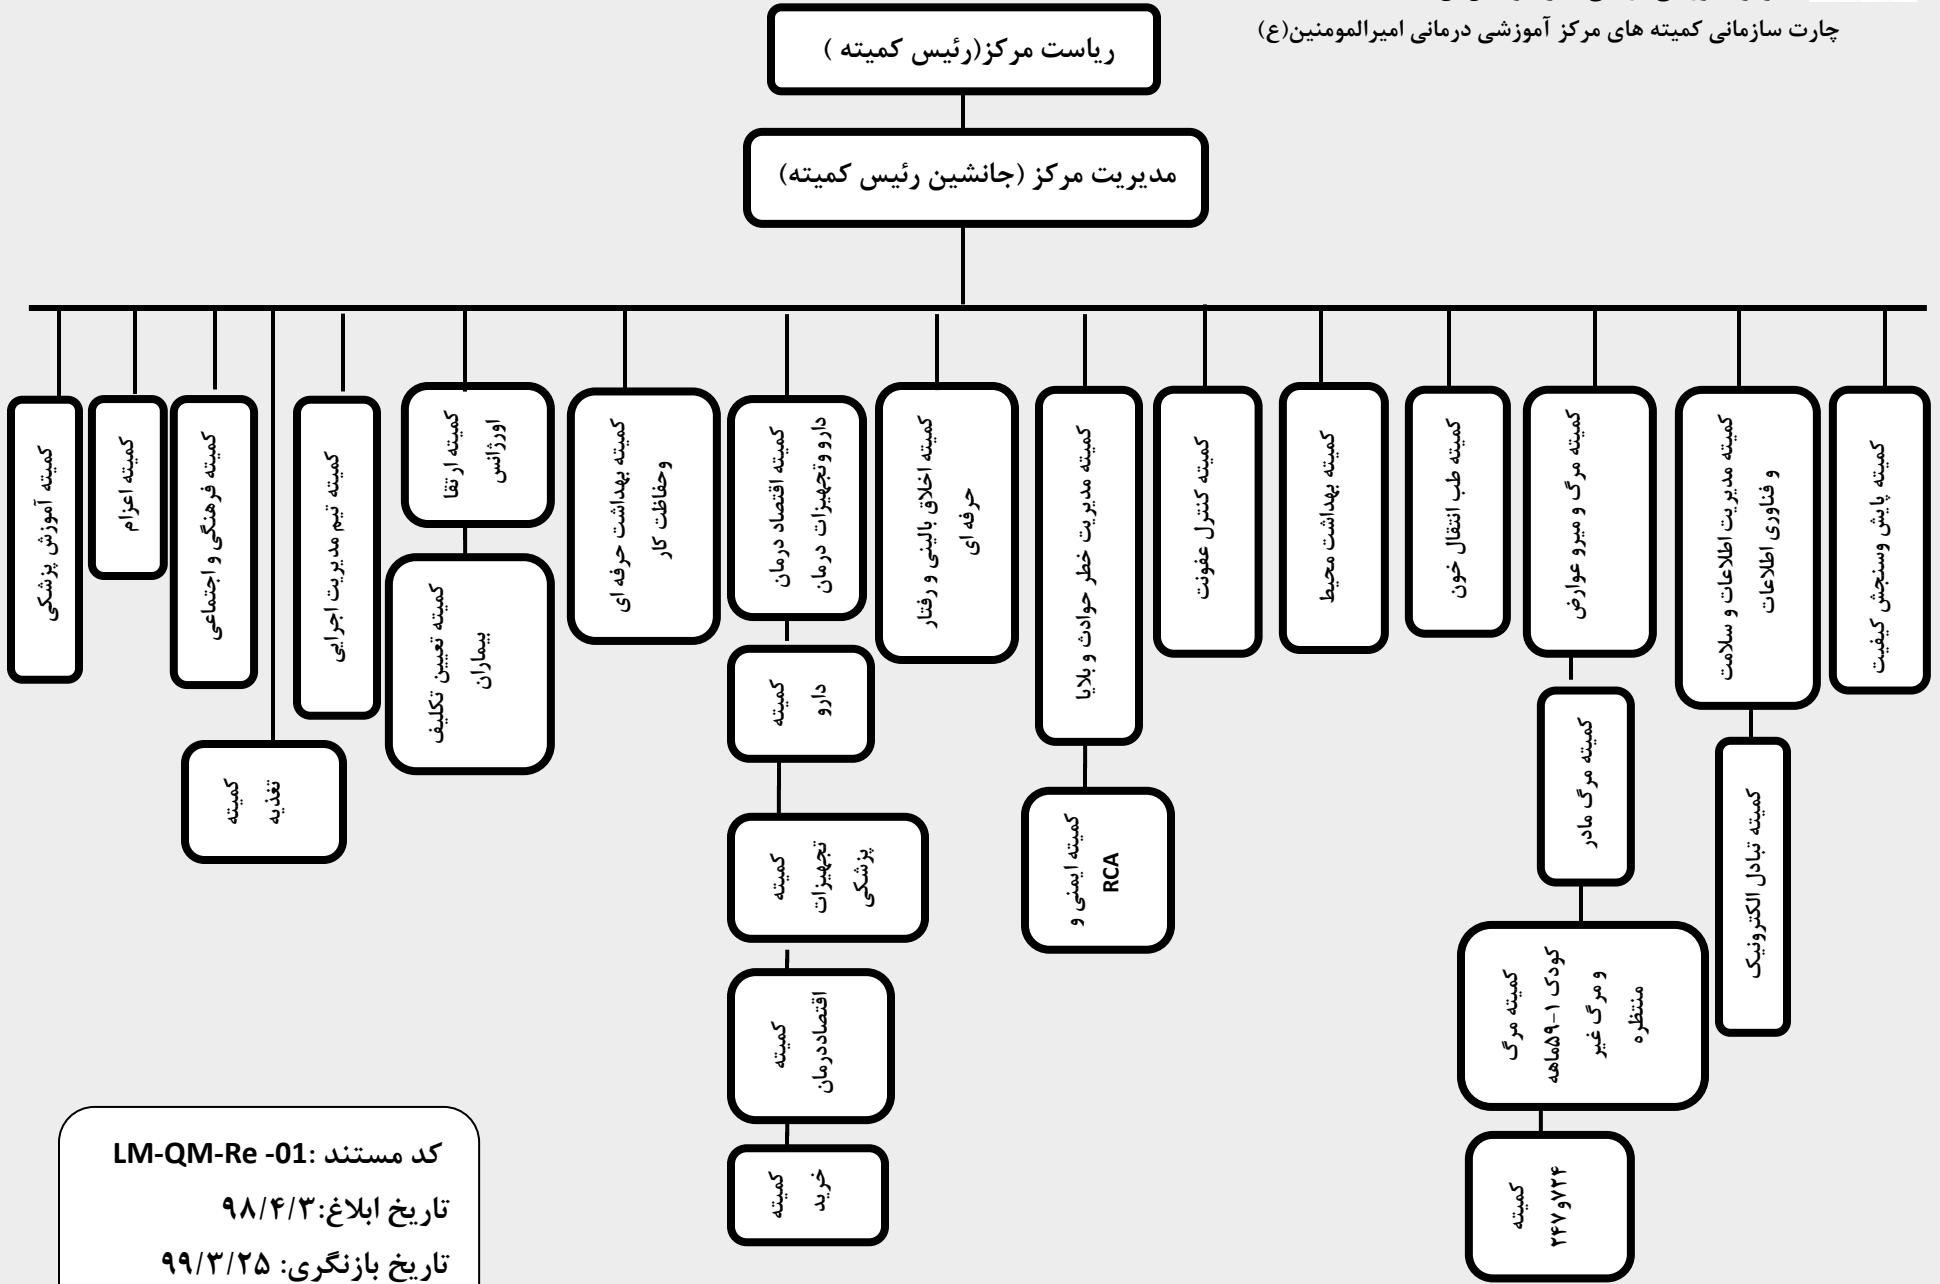 چارت سازمانی کمیته های مرکز آموزشی درمانی امیرالمومنین(ع)
ریاست مرکز(رئیس کمیته )
مدیریت مرکز (جانشین رئیس کمیته)
کمیته پایش وسنجش کیفیت
کمیته مدیریت اطلاعات و سلامت
و فناوری اطلاعات
کمیته تبادل الکترونیک
کمیته مرگ و میرو عوارض
کمیته مرگ مادر
کمیته مرگ
کودک ۱-۵۹ماهه
و مرگ غیر
منتظره
کمیته
۷۲۴و۲۴۷
کمیته طب انتقال خون
کمیته بهداشت محیط
کمیته کنترل عفونت
کمیته مدیریت خطر حوادث و بلایا
کمیته ایمنی و
RCA
کمیته اخلاق بالینی و رفتار
حرفه ای
کمیته اقتصاد درمان
دارو وتجهیزات درمان
کمیته
دارو
کمیته
تجهیزات
پزشکی
کمیته
اقتصاددرمان
کمیته
خرید
کمیته بهداشت حرفه ای
وحفاظت کار
کمیته ارتقا
اورژانس
کمیته تعیین تکلیف
بیماران
کمیته تیم مدیریت اجرایی
کمیته
تغذیه
کمیته فرهنگی و اجتماعی
کمیته اعزام
کمیته آموزش پزشکی
کد مستند :LM-QM-Re -01
تاریخ ابلاغ:۹۸/۴/۳
تاریخ بازنگری: ۹۹/۳/۲۵